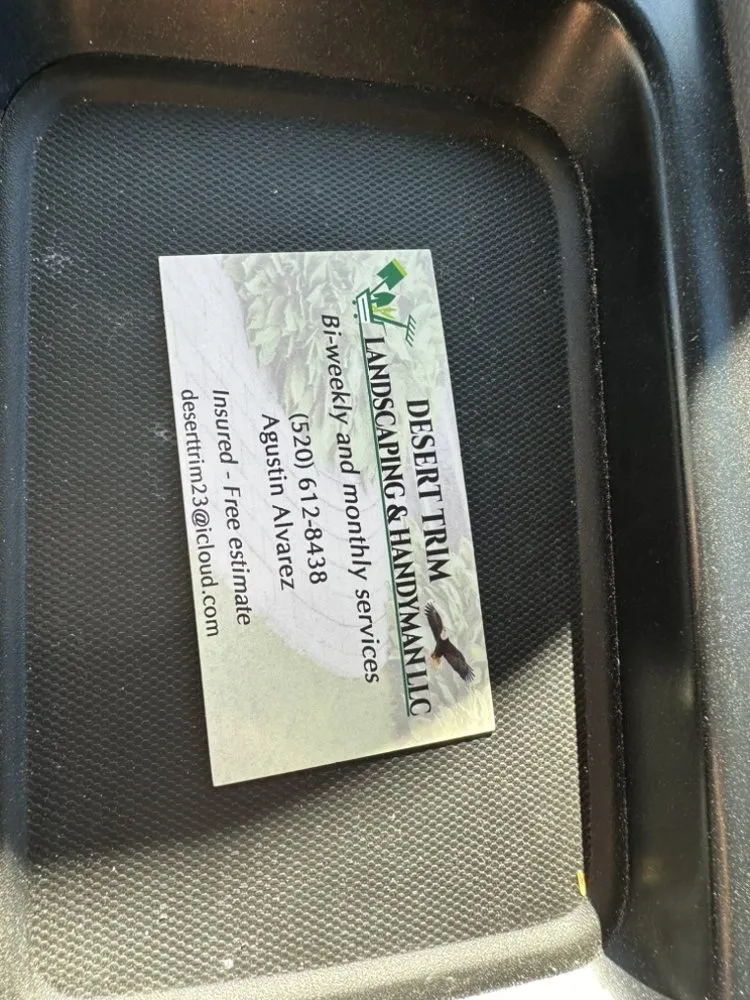 DESERT TRIM
LANDSCAPING & HANDYMAN LLC
Bi-weekly and monthly services
(520) 612-8438
Agustin Alvarez
Insured - Free estimate
deserttrim23@icloud.com